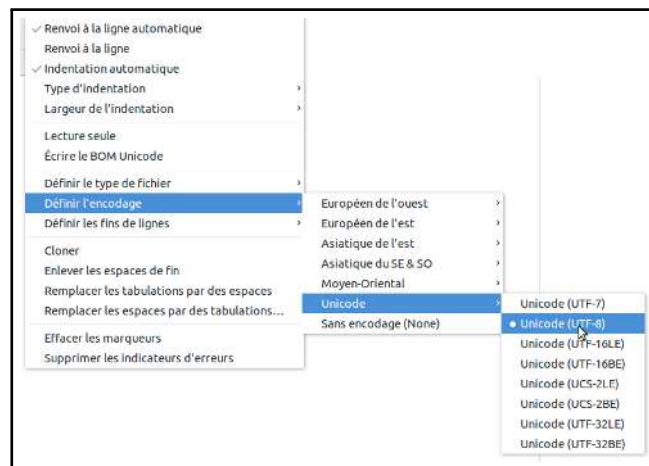 Renvoi à la ligne automatique
Renvoi à la ligne
Indentation automatique
Type d'indentation
Largeur de l'indentation
Lecture seule
Écrire le BOM Unicode
Définir le type de fichier
Définir l'encodage
Définir les fins de lignes
Cloner
Enlever les espaces de fin
Remplacer les tabulations par des espaces
Remplacer les espaces par des tabulations...
Effacer les marqueurs
Supprimer les indicateurs d'erreurs
Européen de l'ouest
Européen de l'est
Asiatique de l'est
Asiatique du SE & SO
Moyen-Oriental
Unicode
Sans encodage (None)
Unicode (UTF-7)
Unicode (UTF-8)
Unicode (UTF-16LE)
Unicode (UTF-16BE)
Unicode (UCS-2LE)
Unicode (UCS-2BE)
Unicode (UTF-32LE)
Unicode (UTF-32BE)